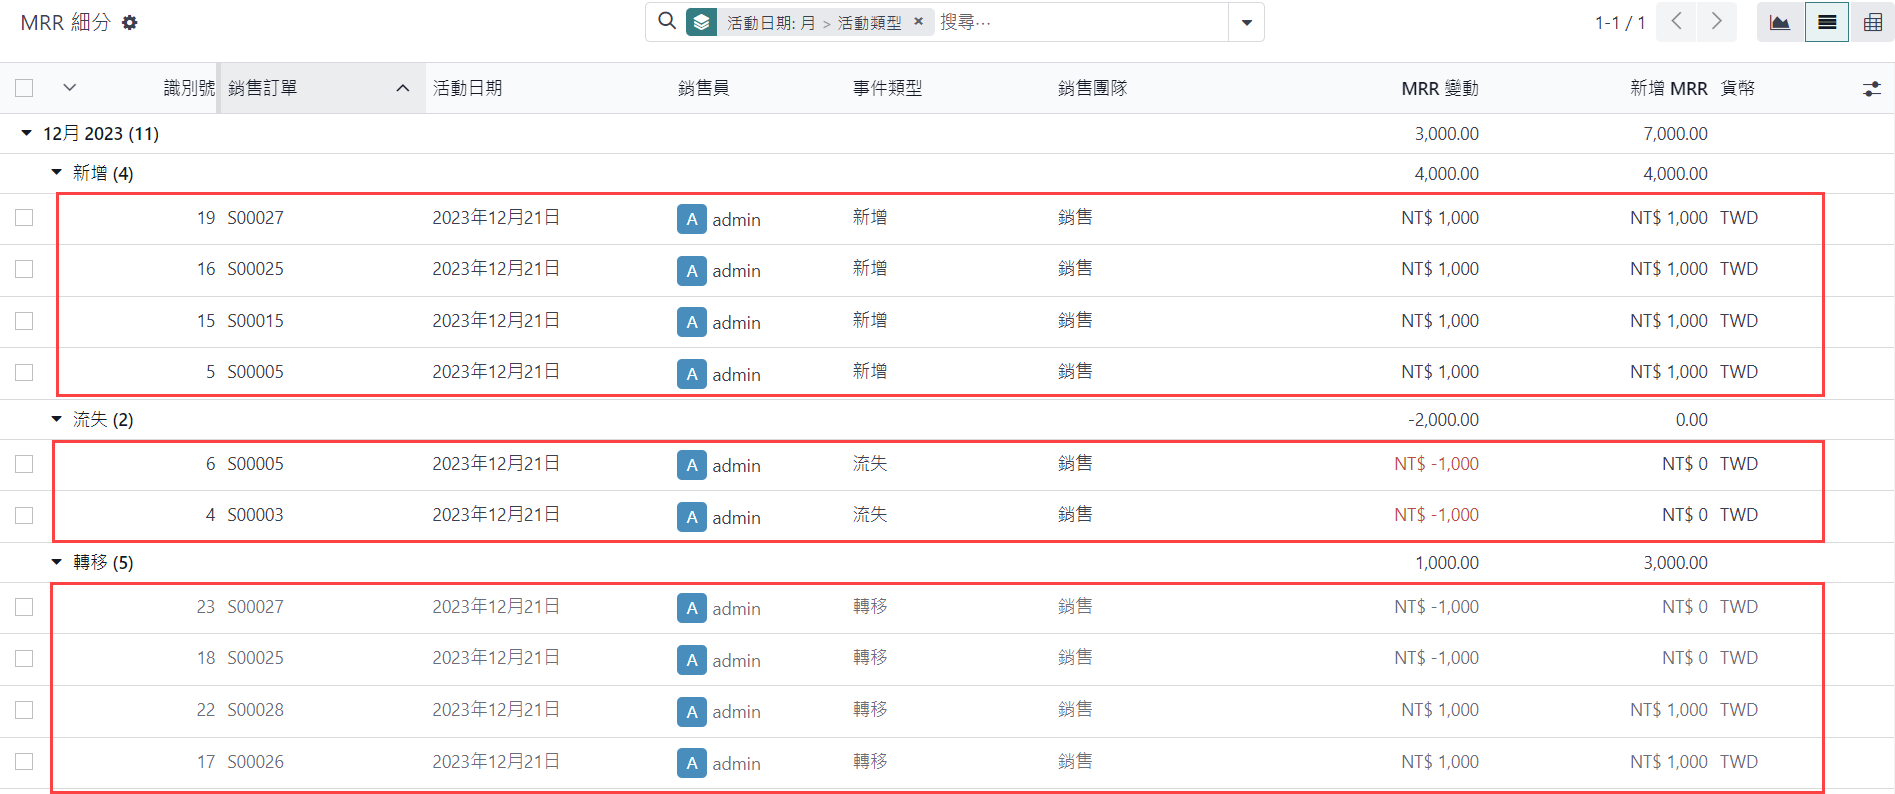 MRR 細分 活動日期: 月 > 活動類型 × 搜尋… 1-1 / 1
識別號 銷售訂單 活動日期 銷售員 事件類型 銷售團隊 MRR 變動 新增 MRR 貨幣
12月 2023 (11) 3,000.00 7,000.00
新增 (4) 4,000.00 4,000.00
19 S00027 2023年12月21日 A admin 新增 銷售 NT$ 1,000 NT$ 1,000 TWD
16 S00025 2023年12月21日 A admin 新增 銷售 NT$ 1,000 NT$ 1,000 TWD
15 S00015 2023年12月21日 A admin 新增 銷售 NT$ 1,000 NT$ 1,000 TWD
5 S00005 2023年12月21日 A admin 新增 銷售 NT$ 1,000 NT$ 1,000 TWD
流失 (2) -2,000.00 0.00
6 S00005 2023年12月21日 A admin 流失 銷售 NT$ -1,000 NT$ 0 TWD
4 S00003 2023年12月21日 A admin 流失 銷售 NT$ -1,000 NT$ 0 TWD
轉移 (5) 1,000.00 3,000.00
23 S00027 2023年12月21日 A admin 轉移 銷售 NT$ -1,000 NT$ 0 TWD
18 S00025 2023年12月21日 A admin 轉移 銷售 NT$ -1,000 NT$ 0 TWD
22 S00028 2023年12月21日 A admin 轉移 銷售 NT$ 1,000 NT$ 1,000 TWD
17 S00026 2023年12月21日 A admin 轉移 銷售 NT$ 1,000 NT$ 1,000 TWD